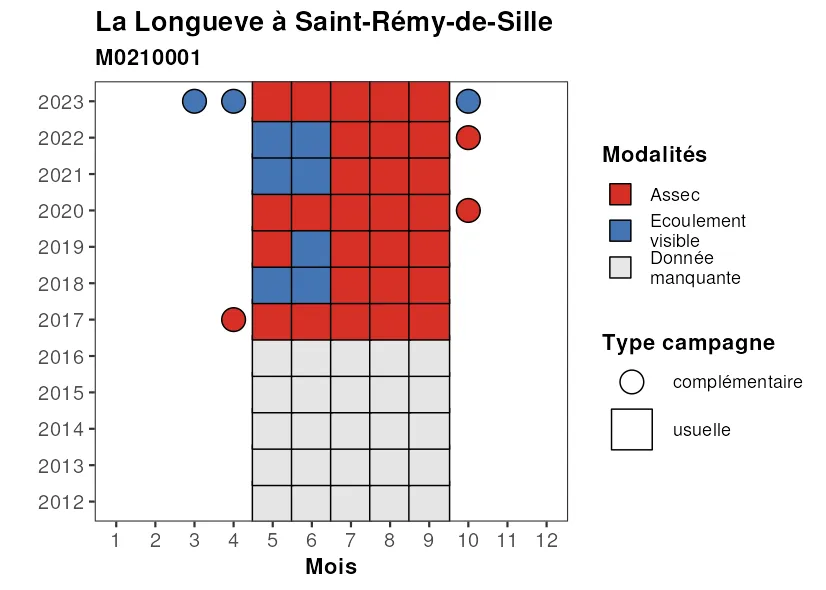 La Longueve à Saint-Rémy-de-Sille
M0210001
2023
2022
2021
2020
2019
2018
2017
2016
2015
2014
2013
2012
1 2 3 4 5 6 7 8 9 10 11 12
Mois
Modalités
Assec
Ecoulement
visible
Donnée
manquante
Type campagne
complémentaire
usuelle